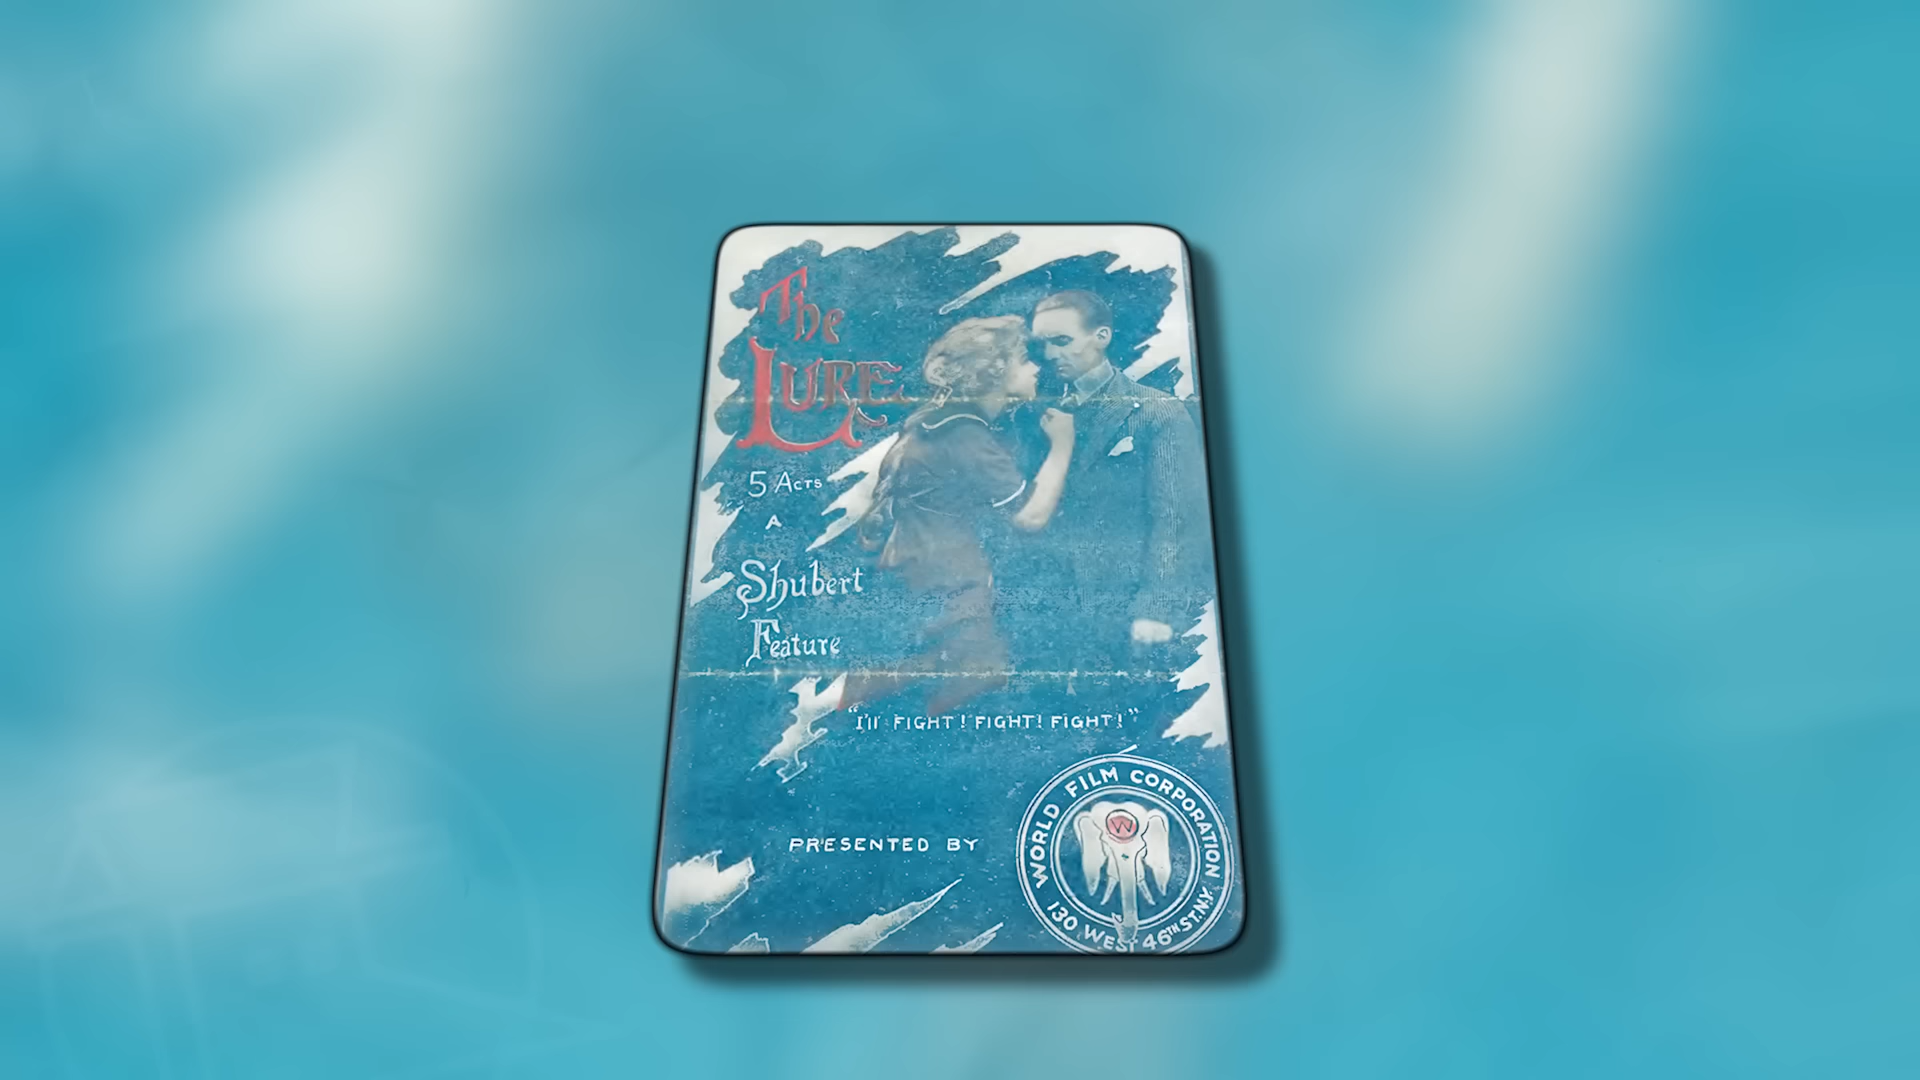 The
LURE
5 ACTS
A
Shubert
Feature
"I'll FIGHT! FIGHT! FIGHT!"
PRESENTED BY
WORLD FILM CORPORATION
W
130 WEST 46TH ST. N.Y.